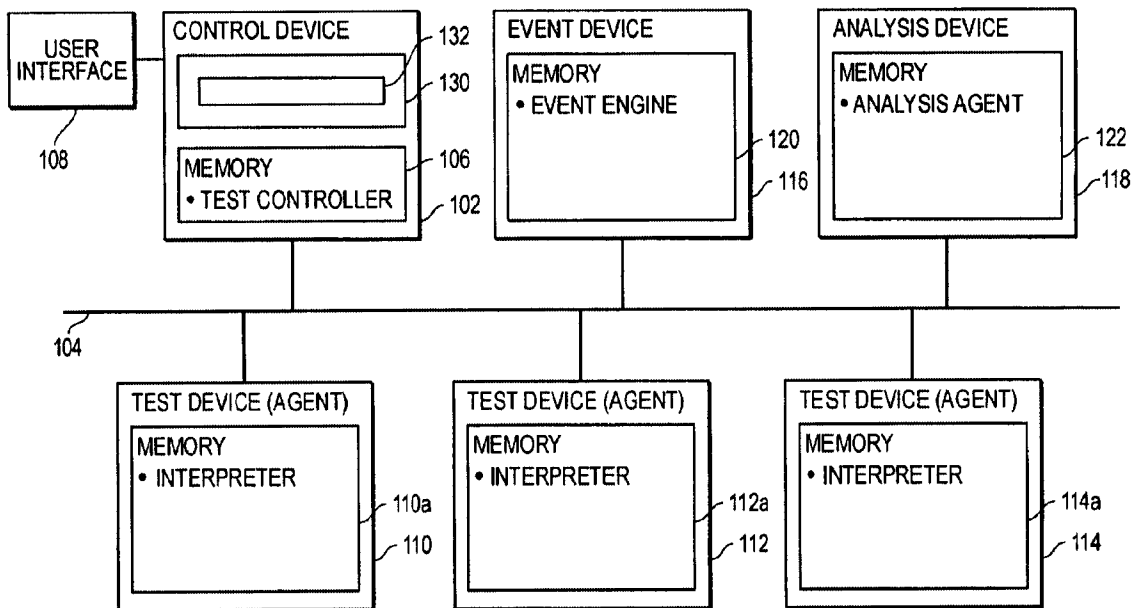 USER
INTERFACE
108
CONTROL DEVICE
132
130
MEMORY
• TEST CONTROLLER
106
102
EVENT DEVICE
MEMORY
• EVENT ENGINE
120
116
ANALYSIS DEVICE
MEMORY
• ANALYSIS AGENT
122
118
104
TEST DEVICE (AGENT)
MEMORY
• INTERPRETER
110a
110
TEST DEVICE (AGENT)
MEMORY
• INTERPRETER
112a
112
TEST DEVICE (AGENT)
MEMORY
• INTERPRETER
114a
114